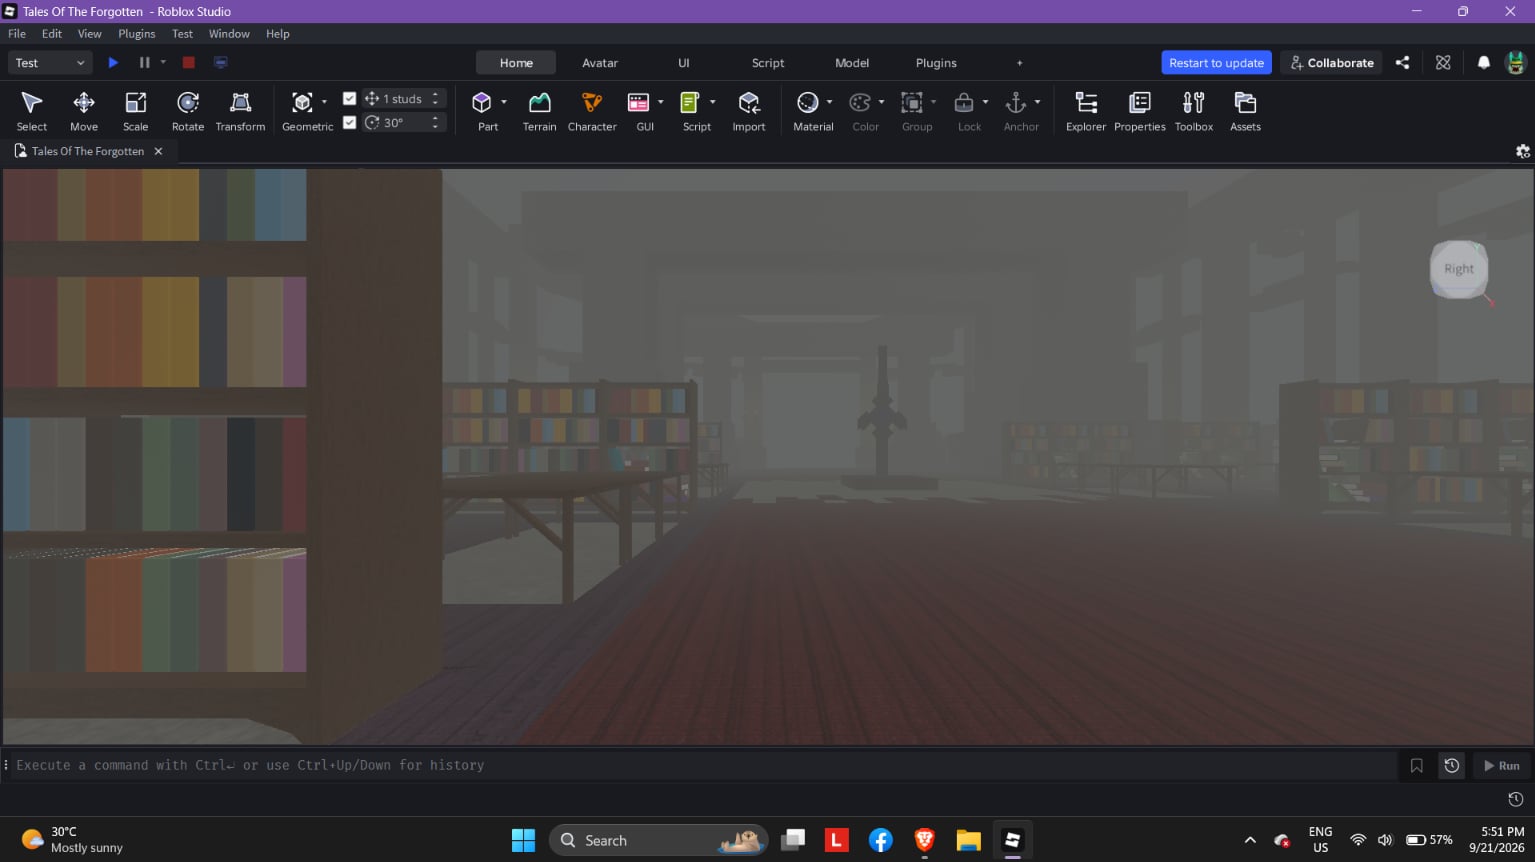 Tales Of The Forgotten - Roblox Studio
File Edit View Plugins Test Window Help
Test Home Avatar UI Script Model Plugins + Restart to update Collaborate
1 studs
30°
Select Move Scale Rotate Transform Geometric Part Terrain Character GUI Script Import Material Color Group Lock Anchor Explorer Properties Toolbox Assets
Tales Of The Forgotten
Right
Execute a command with Ctrl↵ or use Ctrl+Up/Down for history Run
30°C
Mostly sunny
Search
L
ENG
US
57%
5:51 PM
9/21/2026